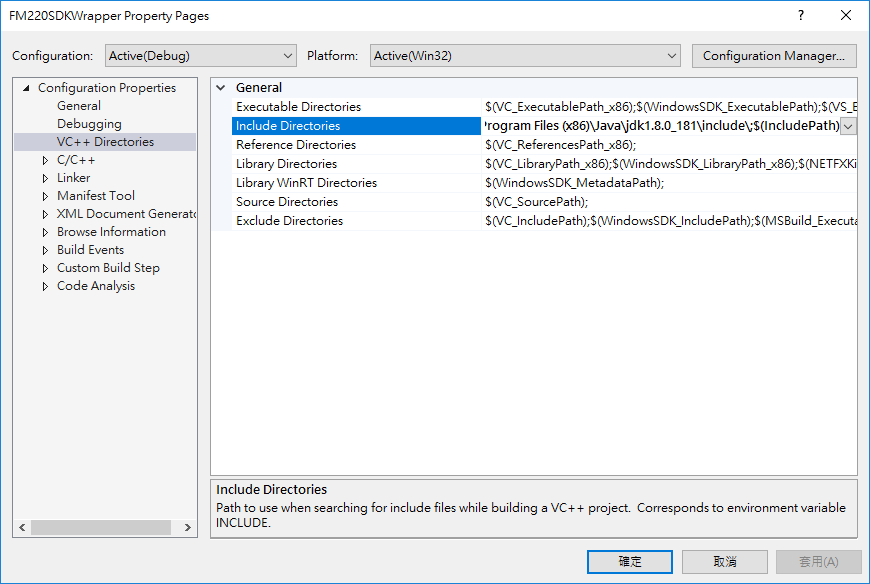 FM220SDKWrapper Property Pages
Configuration: Active(Debug) Platform: Active(Win32) Configuration Manager...
Configuration Properties
General
Debugging
VC++ Directories
C/C++
Linker
Manifest Tool
XML Document Generato
Browse Information
Build Events
Custom Build Step
Code Analysis
General
Executable Directories $(VC_ExecutablePath_x86);$(WindowsSDK_ExecutablePath);$(VS_E
Include Directories rogram Files (x86)\Java\jdk1.8.0_181\include\;$(IncludePath)
Reference Directories $(VC_ReferencesPath_x86);
Library Directories $(VC_LibraryPath_x86);$(WindowsSDK_LibraryPath_x86);$(NETFXKi
Library WinRT Directories $(WindowsSDK_MetadataPath);
Source Directories $(VC_SourcePath);
Exclude Directories $(VC_IncludePath);$(WindowsSDK_IncludePath);$(MSBuild_Executa
Include Directories
Path to use when searching for include files while building a VC++ project. Corresponds to environment variable
INCLUDE.
確定 取消 套用(A)